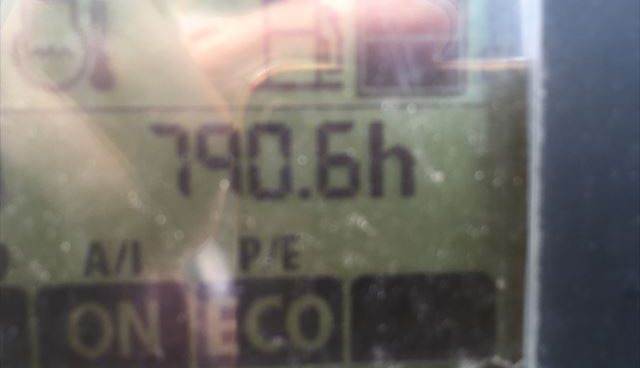 790.6h
A/I P/E
ON ECO